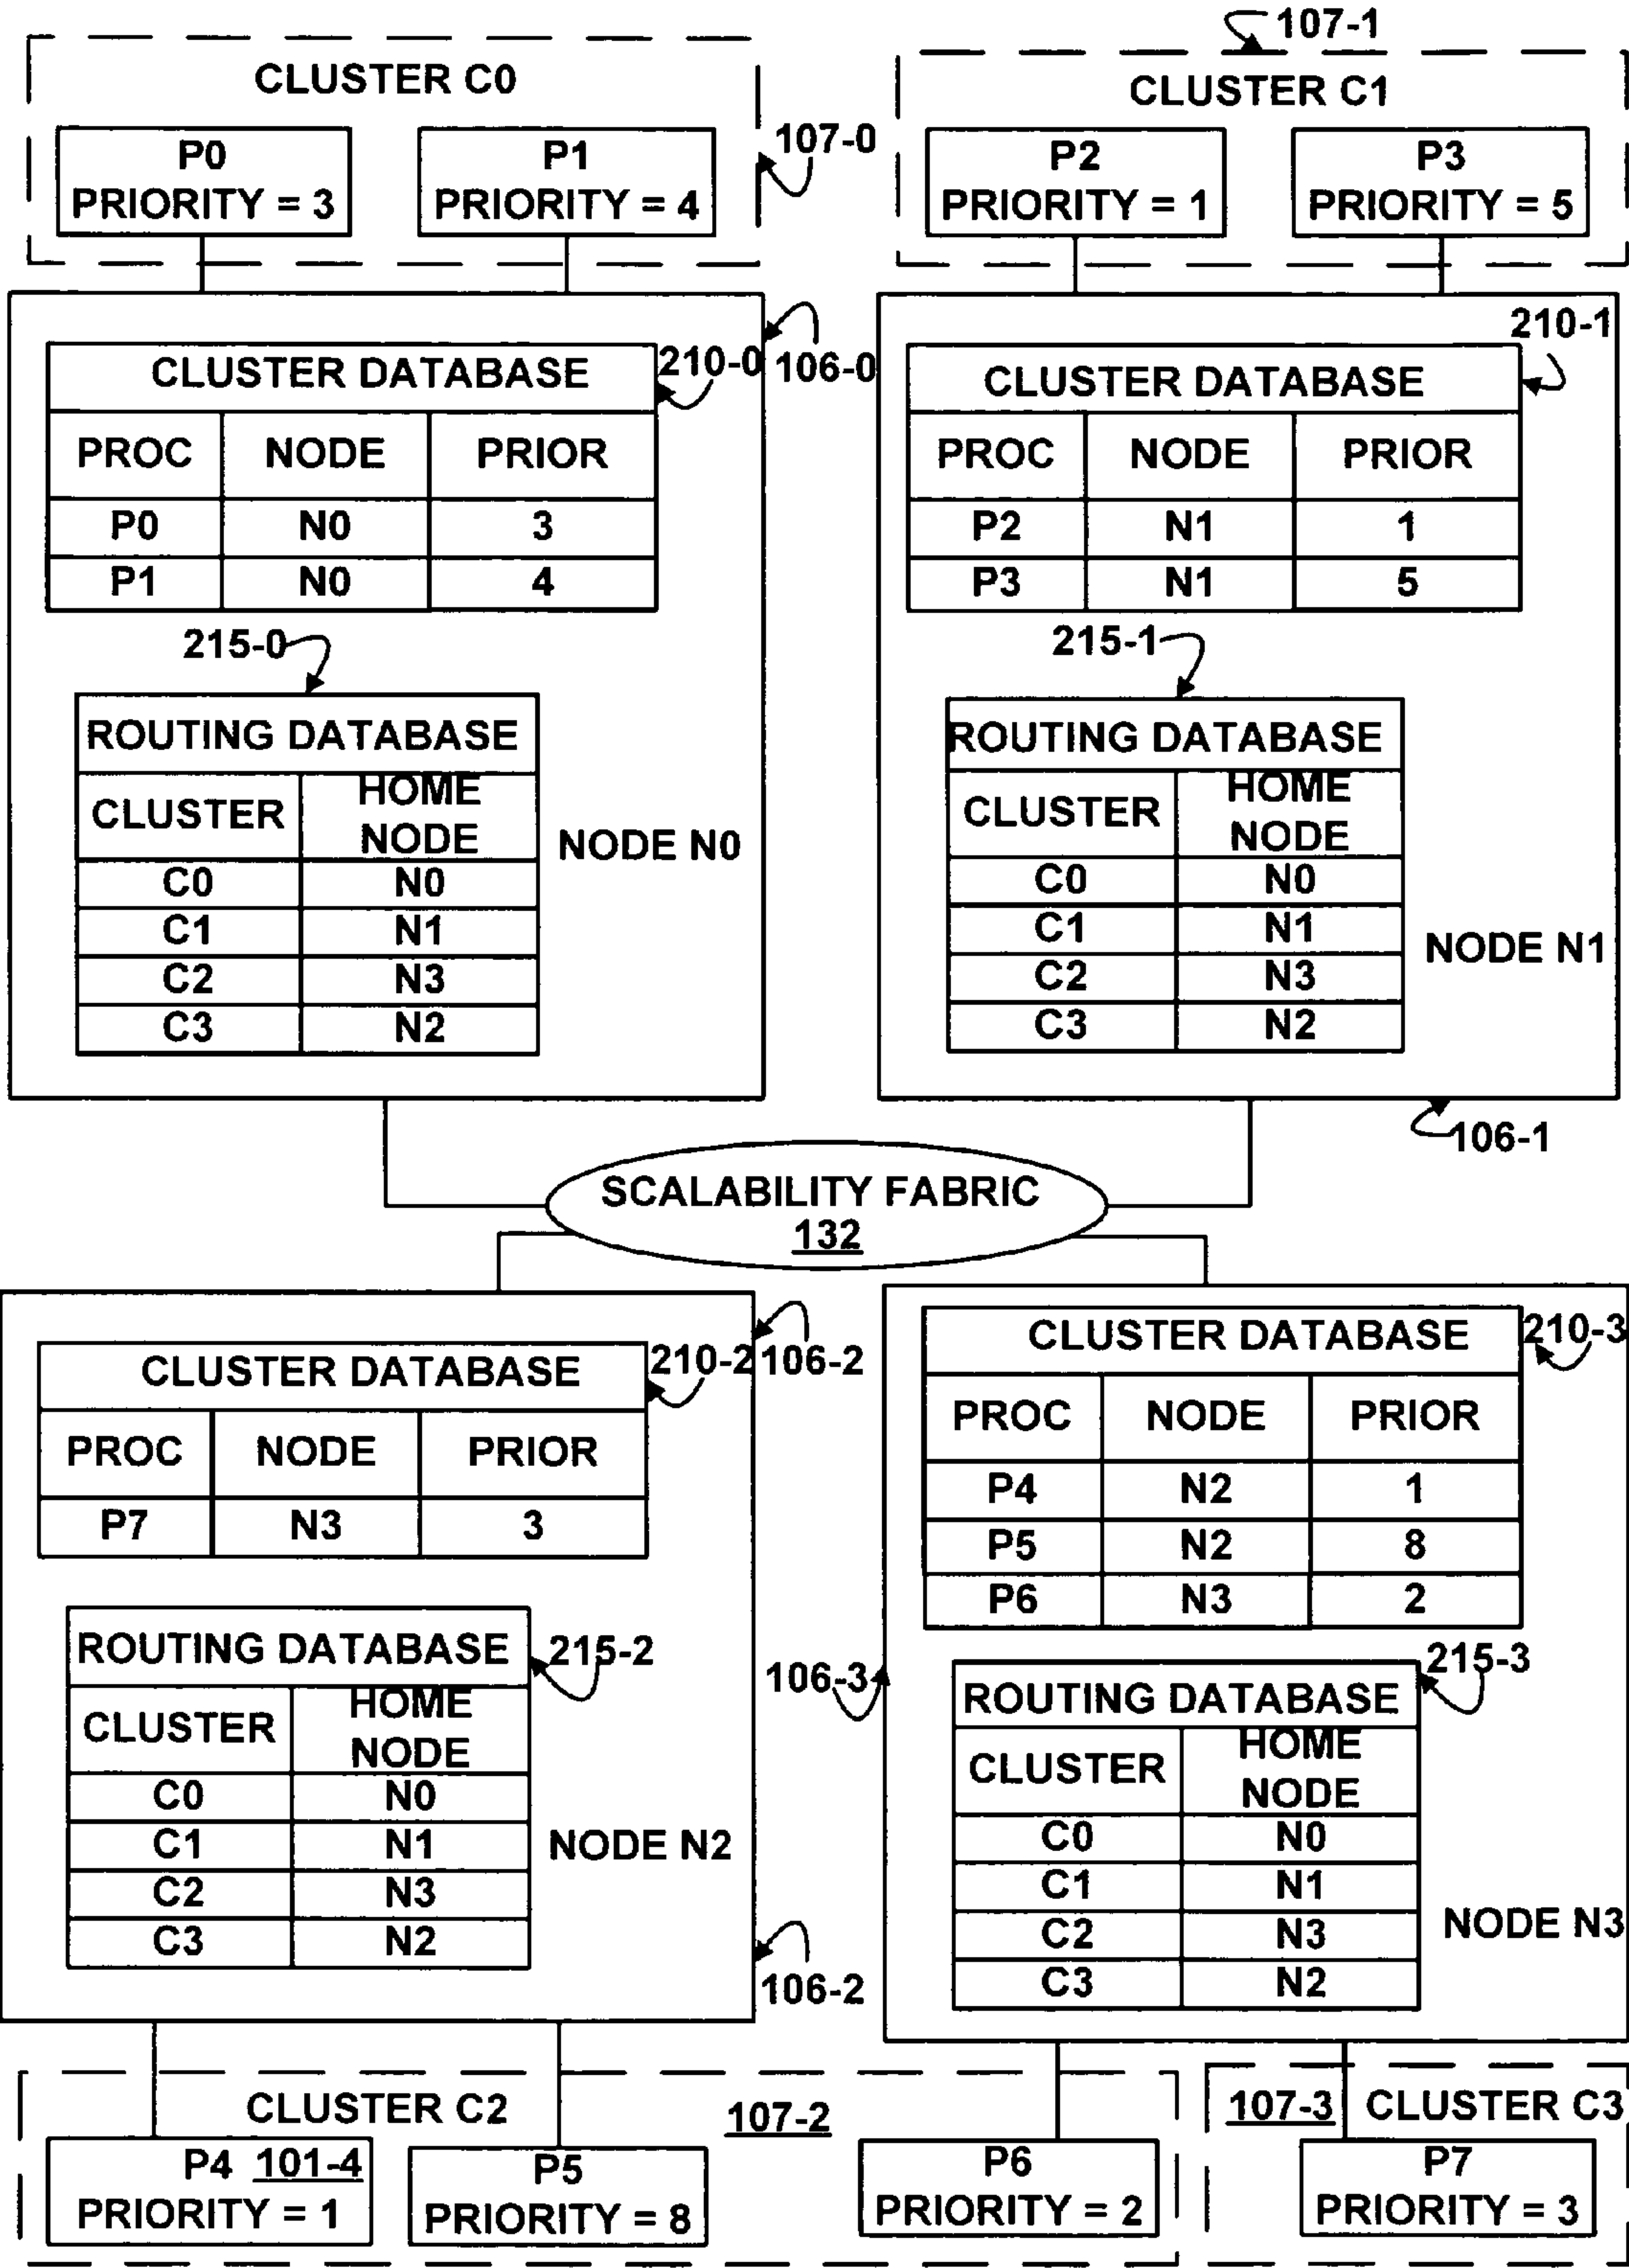 107-1
CLUSTER C0
CLUSTER C1
P0
PRIORITY = 3
P1
PRIORITY = 4
107-0
P2
PRIORITY = 1
P3
PRIORITY = 5
CLUSTER DATABASE
210-0
106-0
PROC NODE PRIOR
P0 N0 3
P1 N0 4
215-0
ROUTING DATABASE
CLUSTER HOME NODE
C0 N0
C1 N1
C2 N3
C3 N2
NODE N0
210-1
CLUSTER DATABASE
PROC NODE PRIOR
P2 N1 1
P3 N1 5
215-1
ROUTING DATABASE
CLUSTER HOME NODE
C0 N0
C1 N1
C2 N3
C3 N2
NODE N1
106-1
SCALABILITY FABRIC
132
CLUSTER DATABASE
210-2
106-2
PROC NODE PRIOR
P7 N3 3
ROUTING DATABASE
215-2
CLUSTER HOME NODE
C0 N0
C1 N1
C2 N3
C3 N2
NODE N2
106-2
CLUSTER DATABASE
210-3
PROC NODE PRIOR
P4 N2 1
P5 N2 8
P6 N3 2
106-3
215-3
ROUTING DATABASE
CLUSTER HOME NODE
C0 N0
C1 N1
C2 N3
C3 N2
NODE N3
CLUSTER C2
107-2
P4 101-4
PRIORITY = 1
P5
PRIORITY = 8
P6
PRIORITY = 2
107-3 CLUSTER C3
P7
PRIORITY = 3